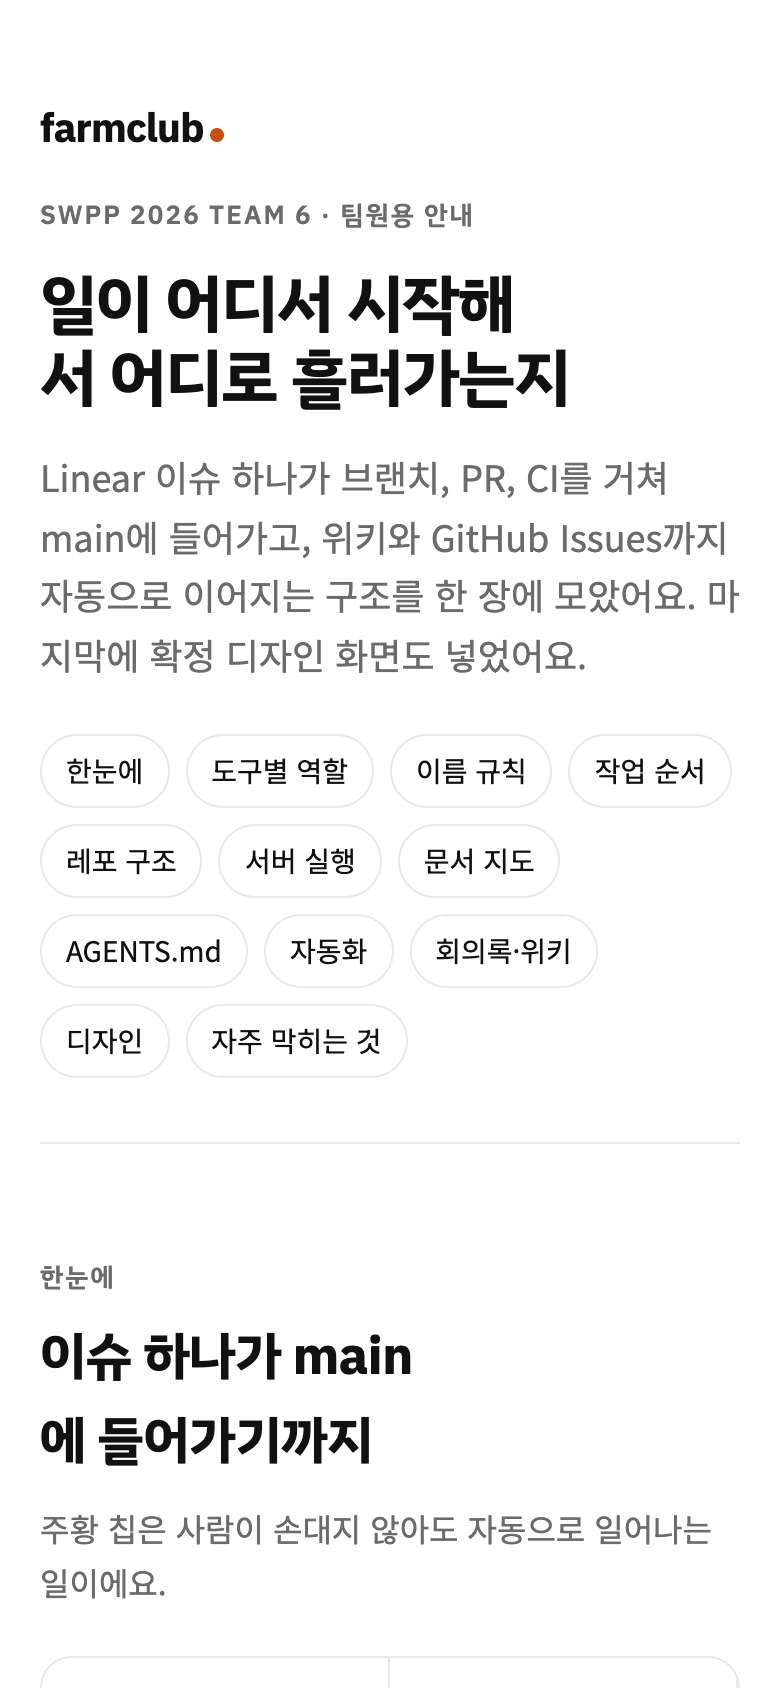 farmclub
SWPP 2026 TEAM 6 · 팀원용 안내
일이 어디서 시작해
서 어디로 흘러가는지
Linear 이슈 하나가 브랜치, PR, CI를 거쳐
main에 들어가고, 위키와 GitHub Issues까지
자동으로 이어지는 구조를 한 장에 모았어요. 마
지막에 확정 디자인 화면도 넣었어요.
한눈에 도구별 역할 이름 규칙 작업 순서
레포 구조 서버 실행 문서 지도
AGENTS.md 자동화 회의록·위키
디자인 자주 막히는 것
한눈에
이슈 하나가 main
에 들어가기까지
주황 칩은 사람이 손대지 않아도 자동으로 일어나는
일이에요.